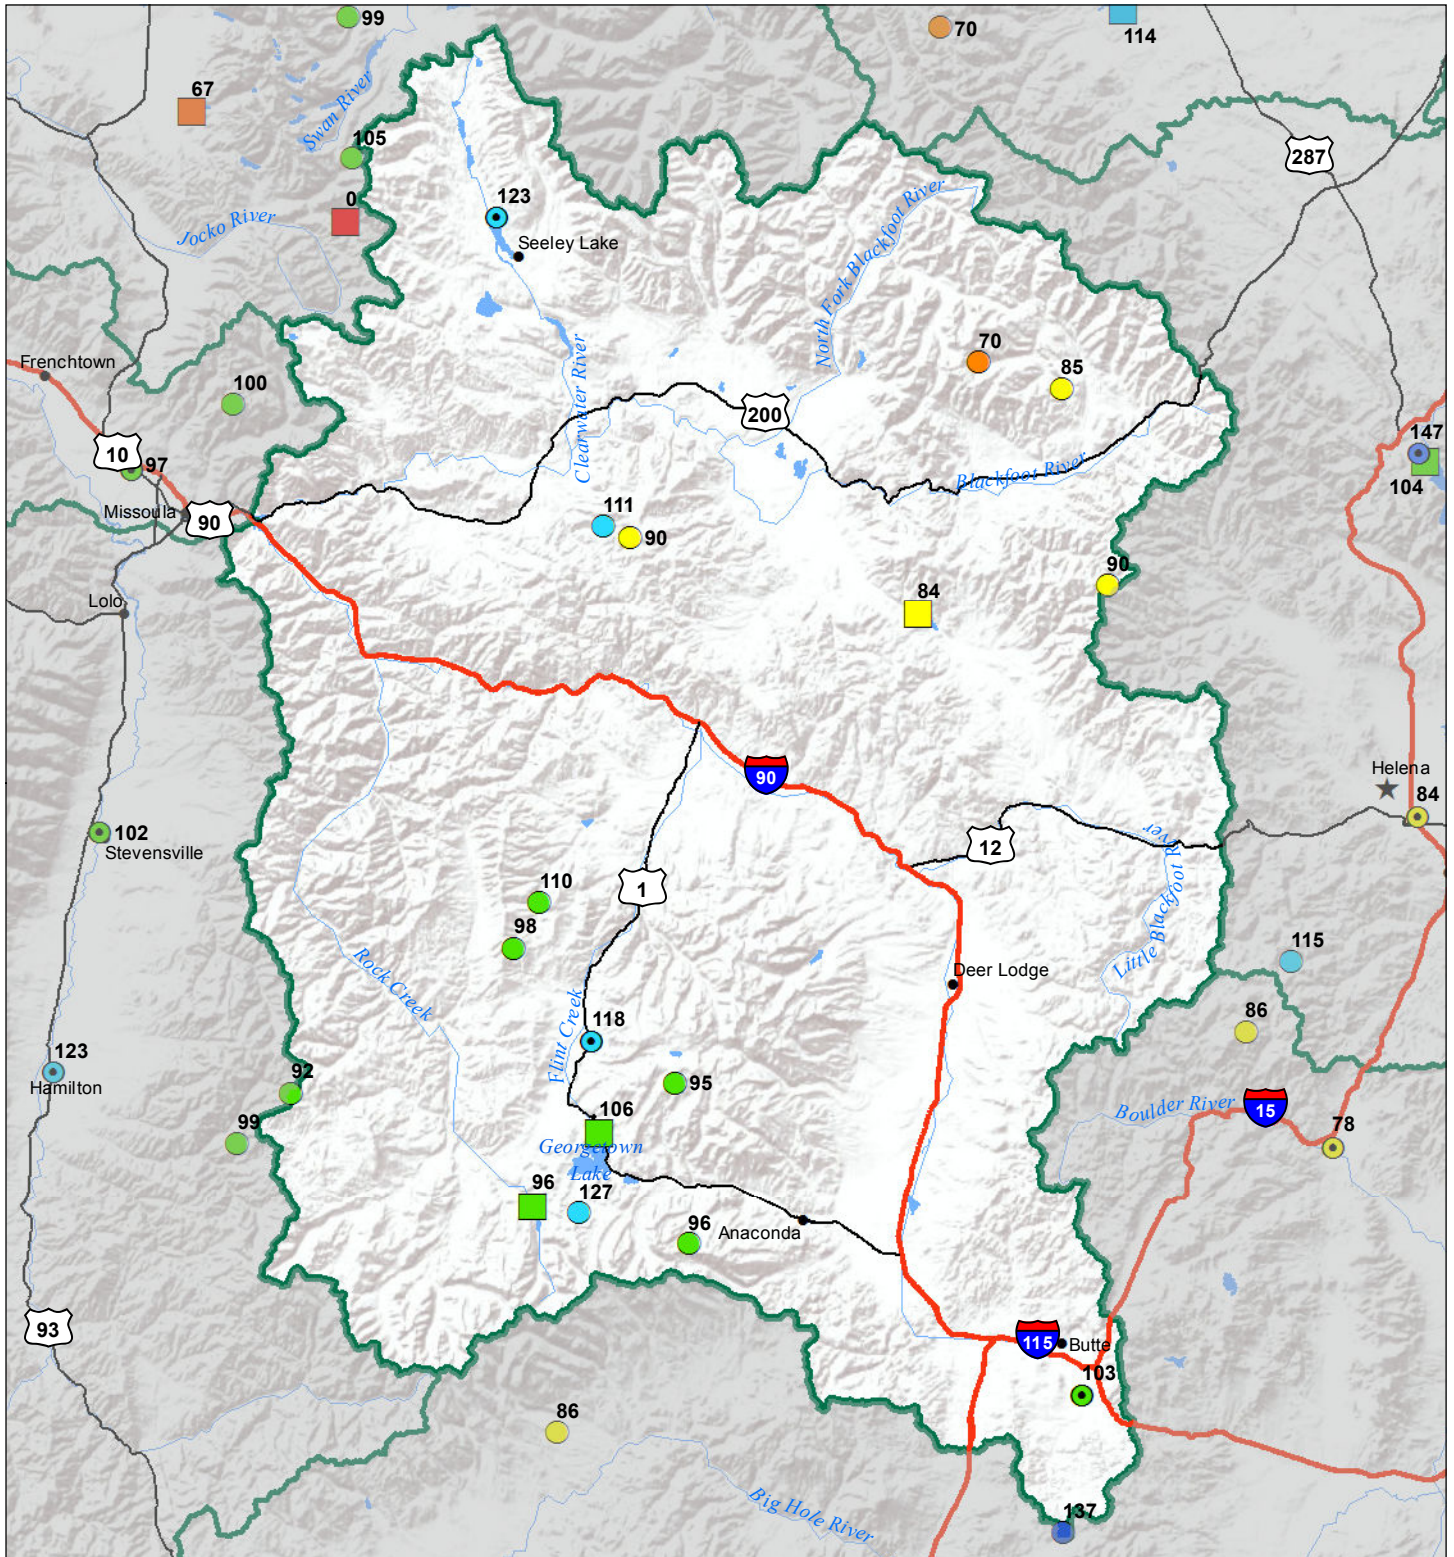 99
70
114
67
Swan River
105
287
0
Jocko River
123
Seeley Lake
North Fork Blackfoot River
Frenchtown
100
Clearwater River
70
85
200
10
97
147
104
Missoula
90
Blackfoot River
111
90
90
Lolo
84
90
Helena
84
102
Stevensville
12
Little Blackfoot River
1
110
98
115
Rock Creek
Deer Lodge
86
Flint Creek
118
123
Hamilton
92
95
Boulder River
15
78
99
106
Georgetown
Lake
96
127
96
Anaconda
93
115
Butte
103
86
Big Hole River
137